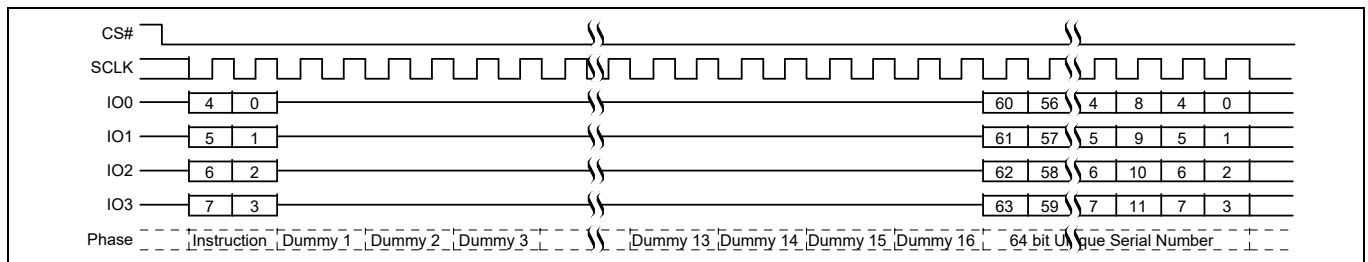 CS#
SCLK
IO0 4 0 60 56 4 8 4 0
IO1 5 1 61 57 5 9 5 1
IO2 6 2 62 58 6 10 6 2
IO3 7 3 63 59 7 11 7 3
Phase Instruction Dummy 1 Dummy 2 Dummy 3 Dummy 13 Dummy 14 Dummy 15 Dummy 16 64 bit Unique Serial Number